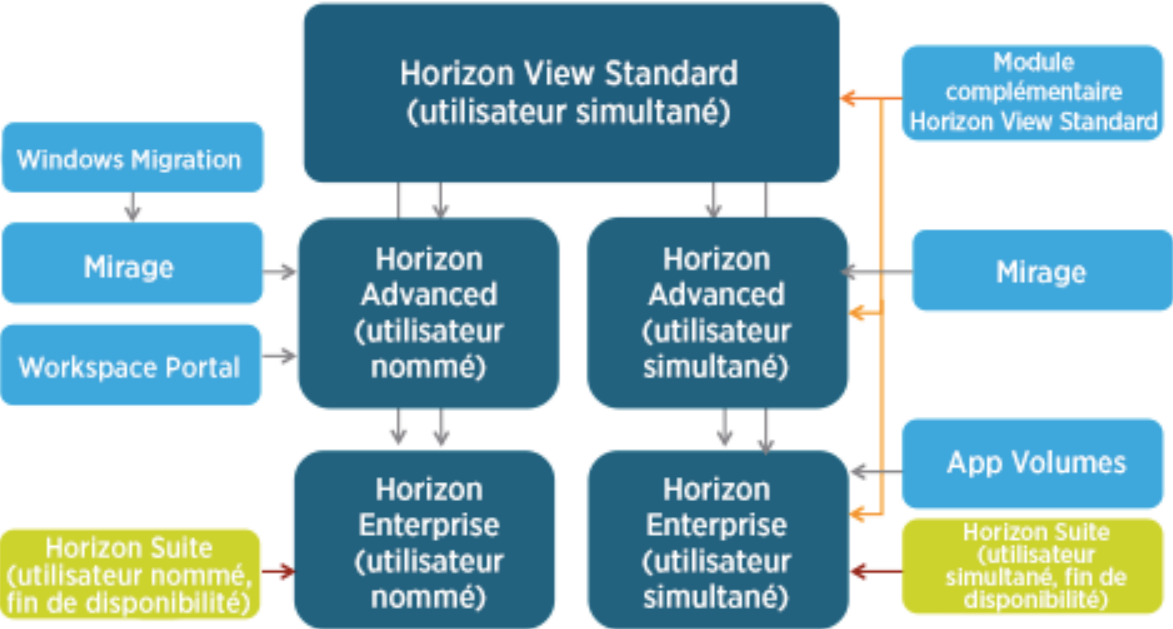 Horizon View Standard
(utilisateur simultané)
Module
complémentaire
Horizon View Standard
Windows Migration
Mirage
Workspace Portal
Horizon
Advanced
(utilisateur
nommé)
Horizon
Advanced
(utilisateur
simultané)
Mirage
App Volumes
Horizon
Enterprise
(utilisateur
nommé)
Horizon
Enterprise
(utilisateur
simultané)
Horizon Suite
(utilisateur nommé,
fin de disponibilité)
Horizon Suite
(utilisateur
simultané, fin de
disponibilité)